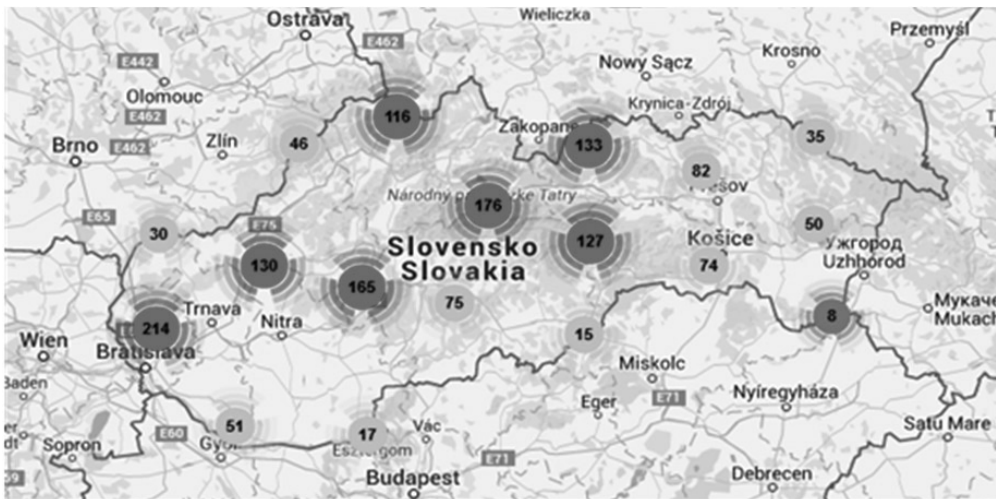 Ostrava
Wieliczka
Przemyśl
E462
Krosno
E442
Nowy Sącz
Olomouc
Krynica-Zdrój
E462
116
Zakopane
35
Brno
E462
Zlín
46
133
82
Národný
Tatry
176
E65
E75
50
30
127
Košice
Ужгород
Uzhhorod
Slovensko
Slovakia
130
74
165
75
Мукаче
Mukach
Trnava
Nitra
8
214
15
Wien
Bratislava
Miskolc
Baden
Nyíregyháza
Eger
E71
51
17
Vác
Satu Mare
E60
Győr
Esztergom
Sopron
E71
Budapest
Debrecen